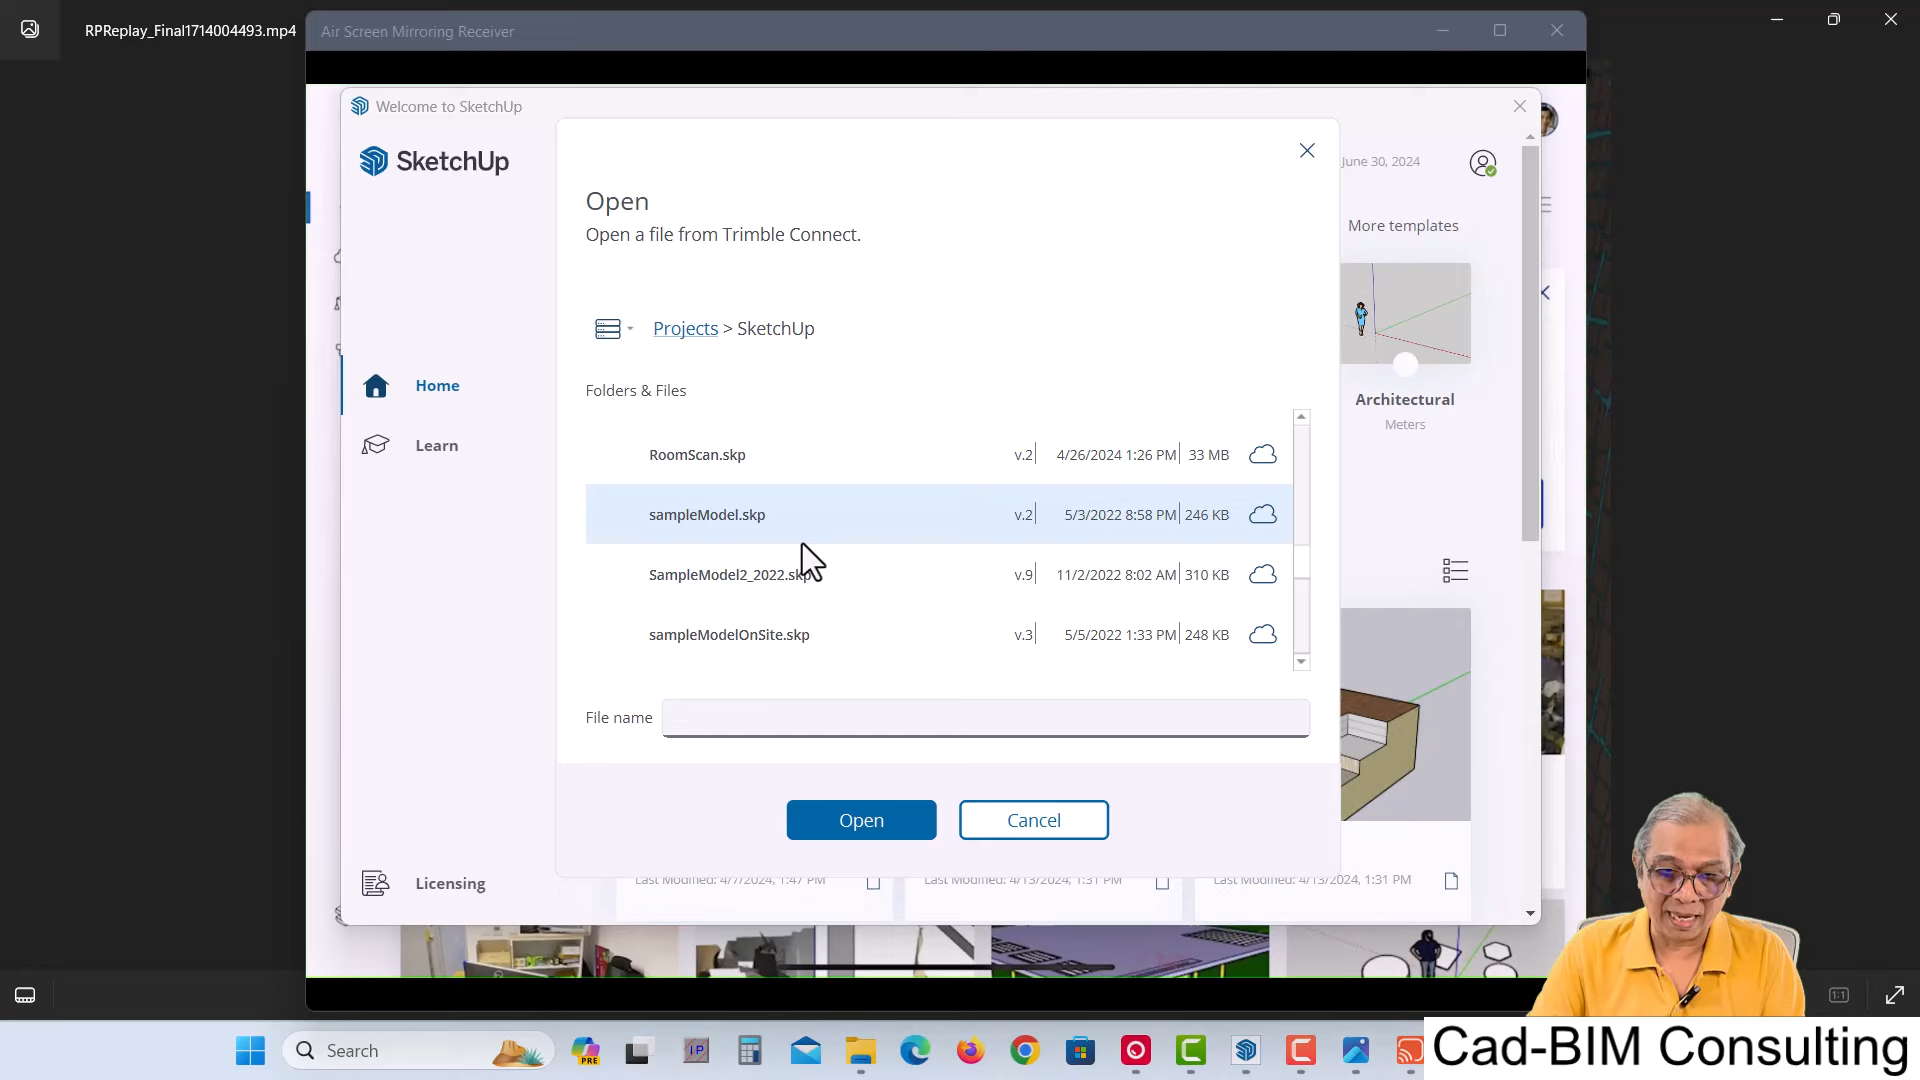 RPReplay_Final1714004493.mp4
Air Screen Mirroring Receiver
Welcome to SketchUp
SketchUp
June 30, 2024
Open
Open a file from Trimble Connect.
More templates
Projects > SketchUp
Home
Folders & Files
Architectural
Meters
Learn
RoomScan.skp v.2 4/26/2024 1:26 PM 33 MB
sampleModel.skp v.2 5/3/2022 8:58 PM 246 KB
SampleModel2_2022.skp v.9 11/2/2022 8:02 AM 310 KB
sampleModelOnSite.skp v.3 5/5/2022 1:33 PM 248 KB
File name
Open Cancel
Licensing
Last Modified: 4/7/2024, 1:47 PM
Last Modified: 4/13/2024, 1:31 PM
Last Modified: 4/13/2024, 1:31 PM
1:1
Search
PRE
IP
Cad-BIM Consulting